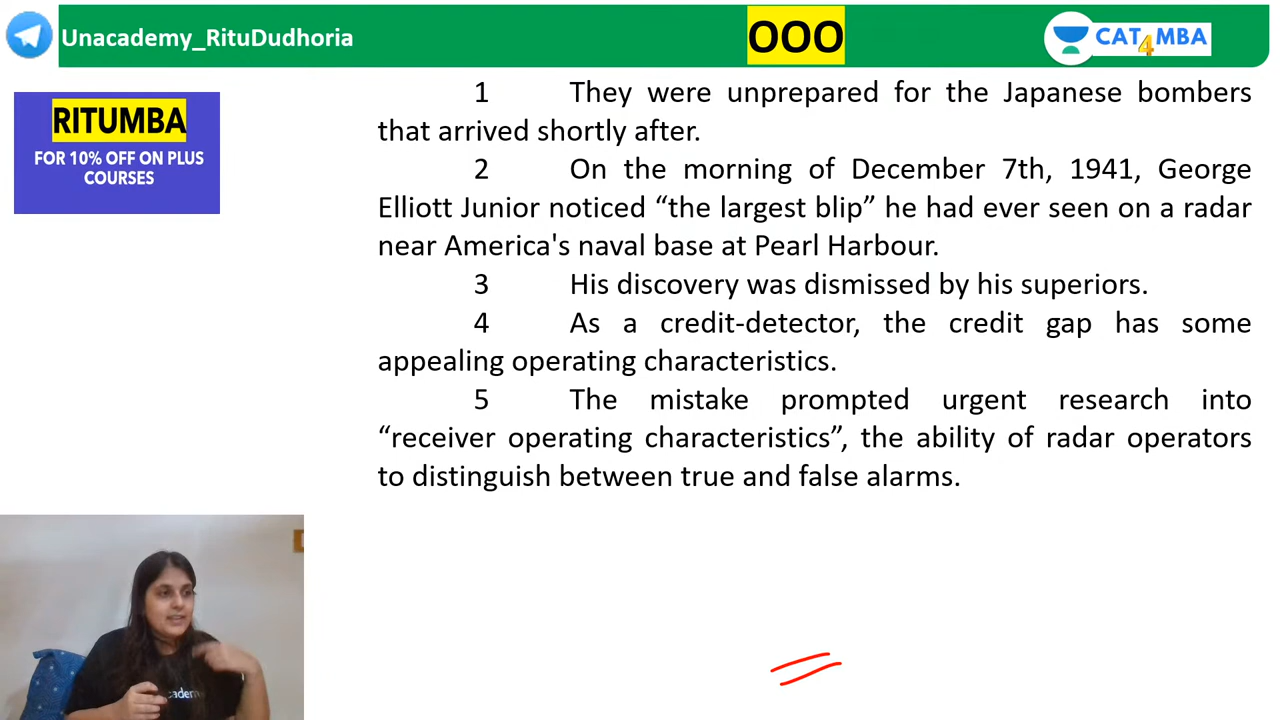 Unacademy_RituDudhoria
OOO
CAT4MBA
RITUMBA
FOR 10% OFF ON PLUS
COURSES
1 They were unprepared for the Japanese bombers
that arrived shortly after.
2 On the morning of December 7th, 1941, George
Elliott Junior noticed “the largest blip” he had ever seen on a radar
near America's naval base at Pearl Harbour.
3 His discovery was dismissed by his superiors.
4 As a credit-detector, the credit gap has some
appealing operating characteristics.
5 The mistake prompted urgent research into
“receiver operating characteristics”, the ability of radar operators
to distinguish between true and false alarms.